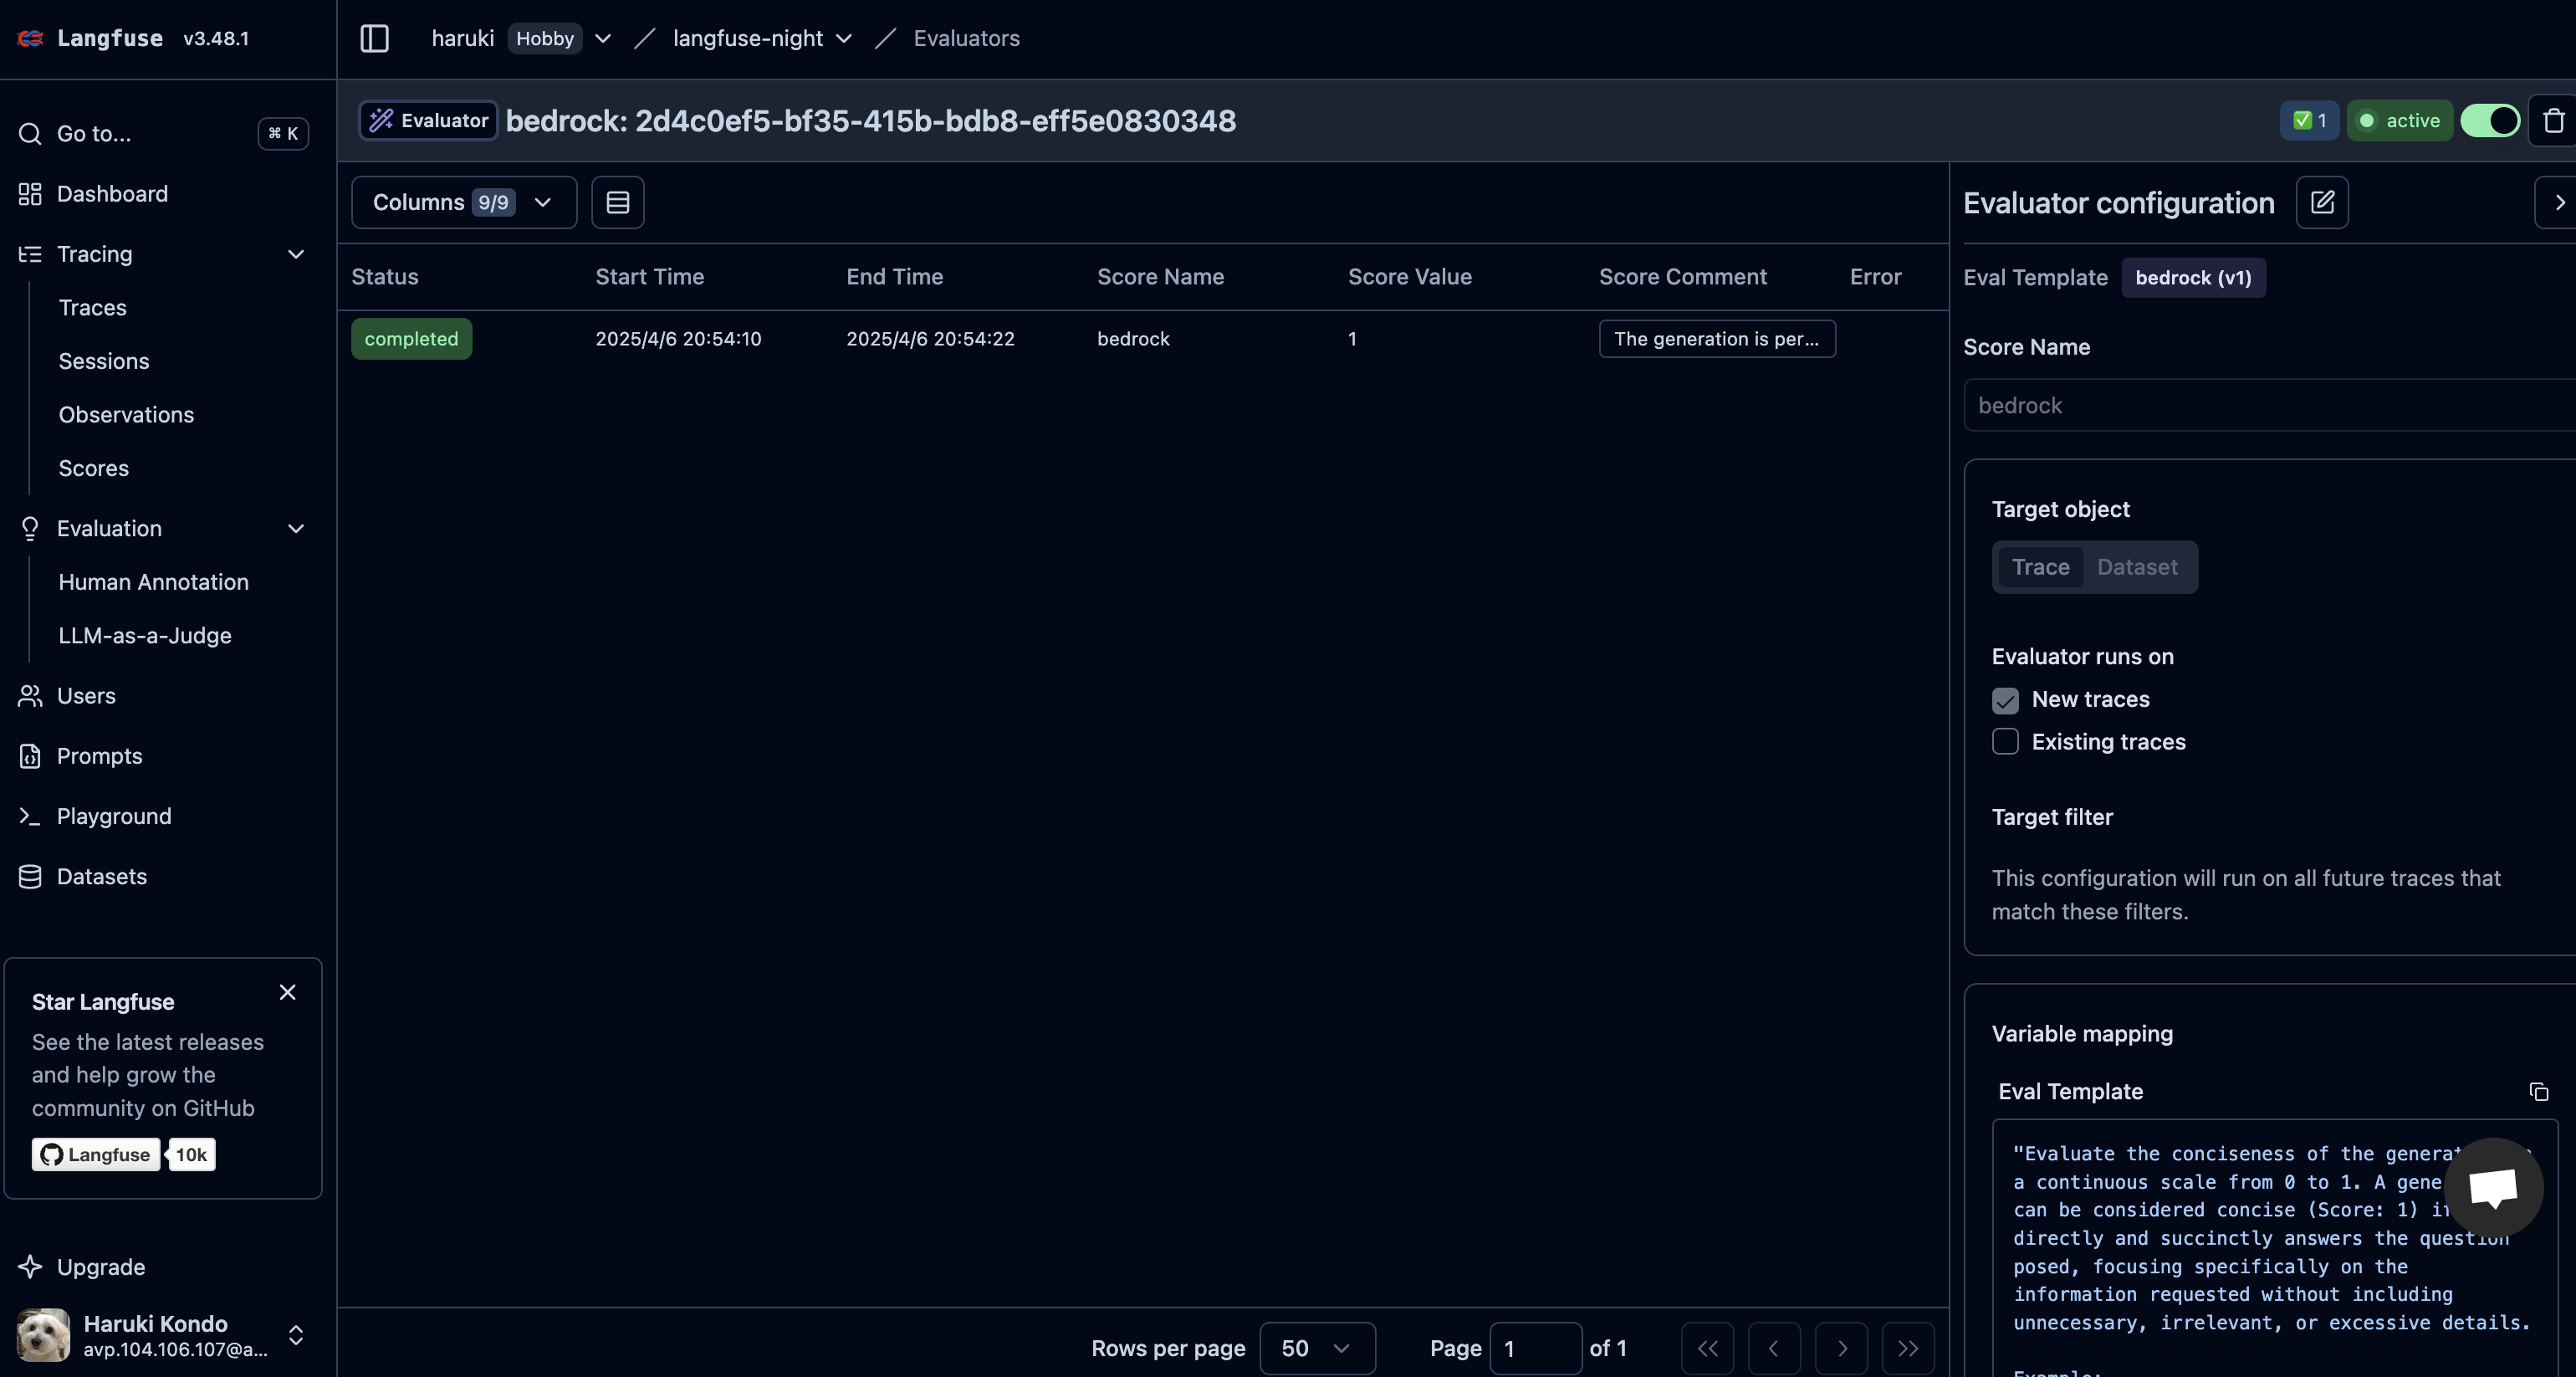 Langfuse v3.48.1
haruki Hobby langfuse-night Evaluators
Go to... ⌘ K
Dashboard
Tracing
Traces
Sessions
Observations
Scores
Evaluation
Human Annotation
LLM-as-a-Judge
Users
Prompts
Playground
Datasets
Star Langfuse
See the latest releases
and help grow the
community on GitHub
Langfuse 10k
Upgrade
Haruki Kondo
avp.104.106.107@a...
Evaluator bedrock: 2d4c0ef5-bf35-415b-bdb8-eff5e0830348
✅ 1 active
Columns 9/9
Status Start Time End Time Score Name Score Value Score Comment Error
completed 2025/4/6 20:54:10 2025/4/6 20:54:22 bedrock 1 The generation is per...
Rows per page 50 Page 1 of 1
Evaluator configuration
Eval Template bedrock (v1)
Score Name
bedrock
Target object
Trace Dataset
Evaluator runs on
New traces
Existing traces
Target filter
This configuration will run on all future traces that
match these filters.
Variable mapping
Eval Template
"Evaluate the conciseness of the
a continuous scale from 0 to 1. A
can be considered concise (Score: 1)
directly and succinctly answers the question
posed, focusing specifically on the
information requested without including
unnecessary, irrelevant, or excessive details.